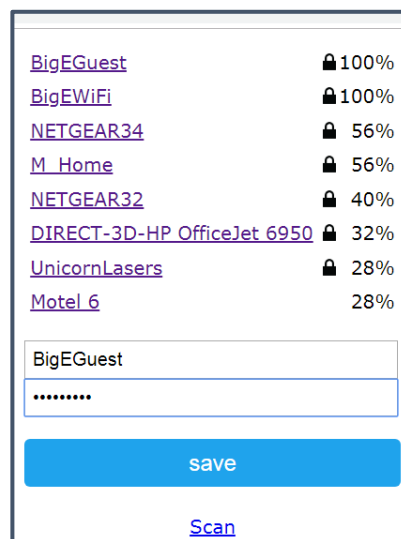 BigEGuest 100%
BigEWiFi 100%
NETGEAR34 56%
M_Home 56%
NETGEAR32 40%
DIRECT-3D-HP OfficeJet 6950 32%
UnicornLasers 28%
Motel 6 28%
BigEGuest
•••••••••
save
Scan